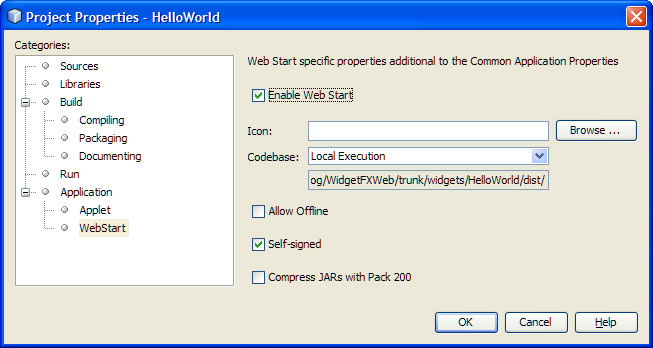 Project Properties - HelloWorld
Categories:
Sources
Libraries
Build
Compiling
Packaging
Documenting
Run
Application
Applet
WebStart
Web Start specific properties additional to the Common Application Properties
Enable Web Start
Icon:
Browse ...
Codebase:
Local Execution
og/WidgetFXWeb/trunk/widgets/HelloWorld/dist/
Allow Offline
Self-signed
Compress JARs with Pack 200
OK
Cancel
Help